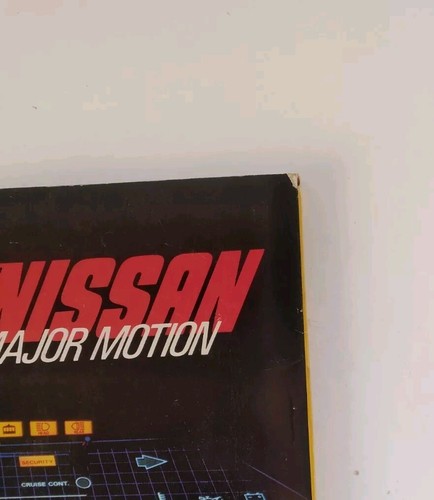 NISSAN
MAJOR MOTION
SECURITY
CRUISE CONT.